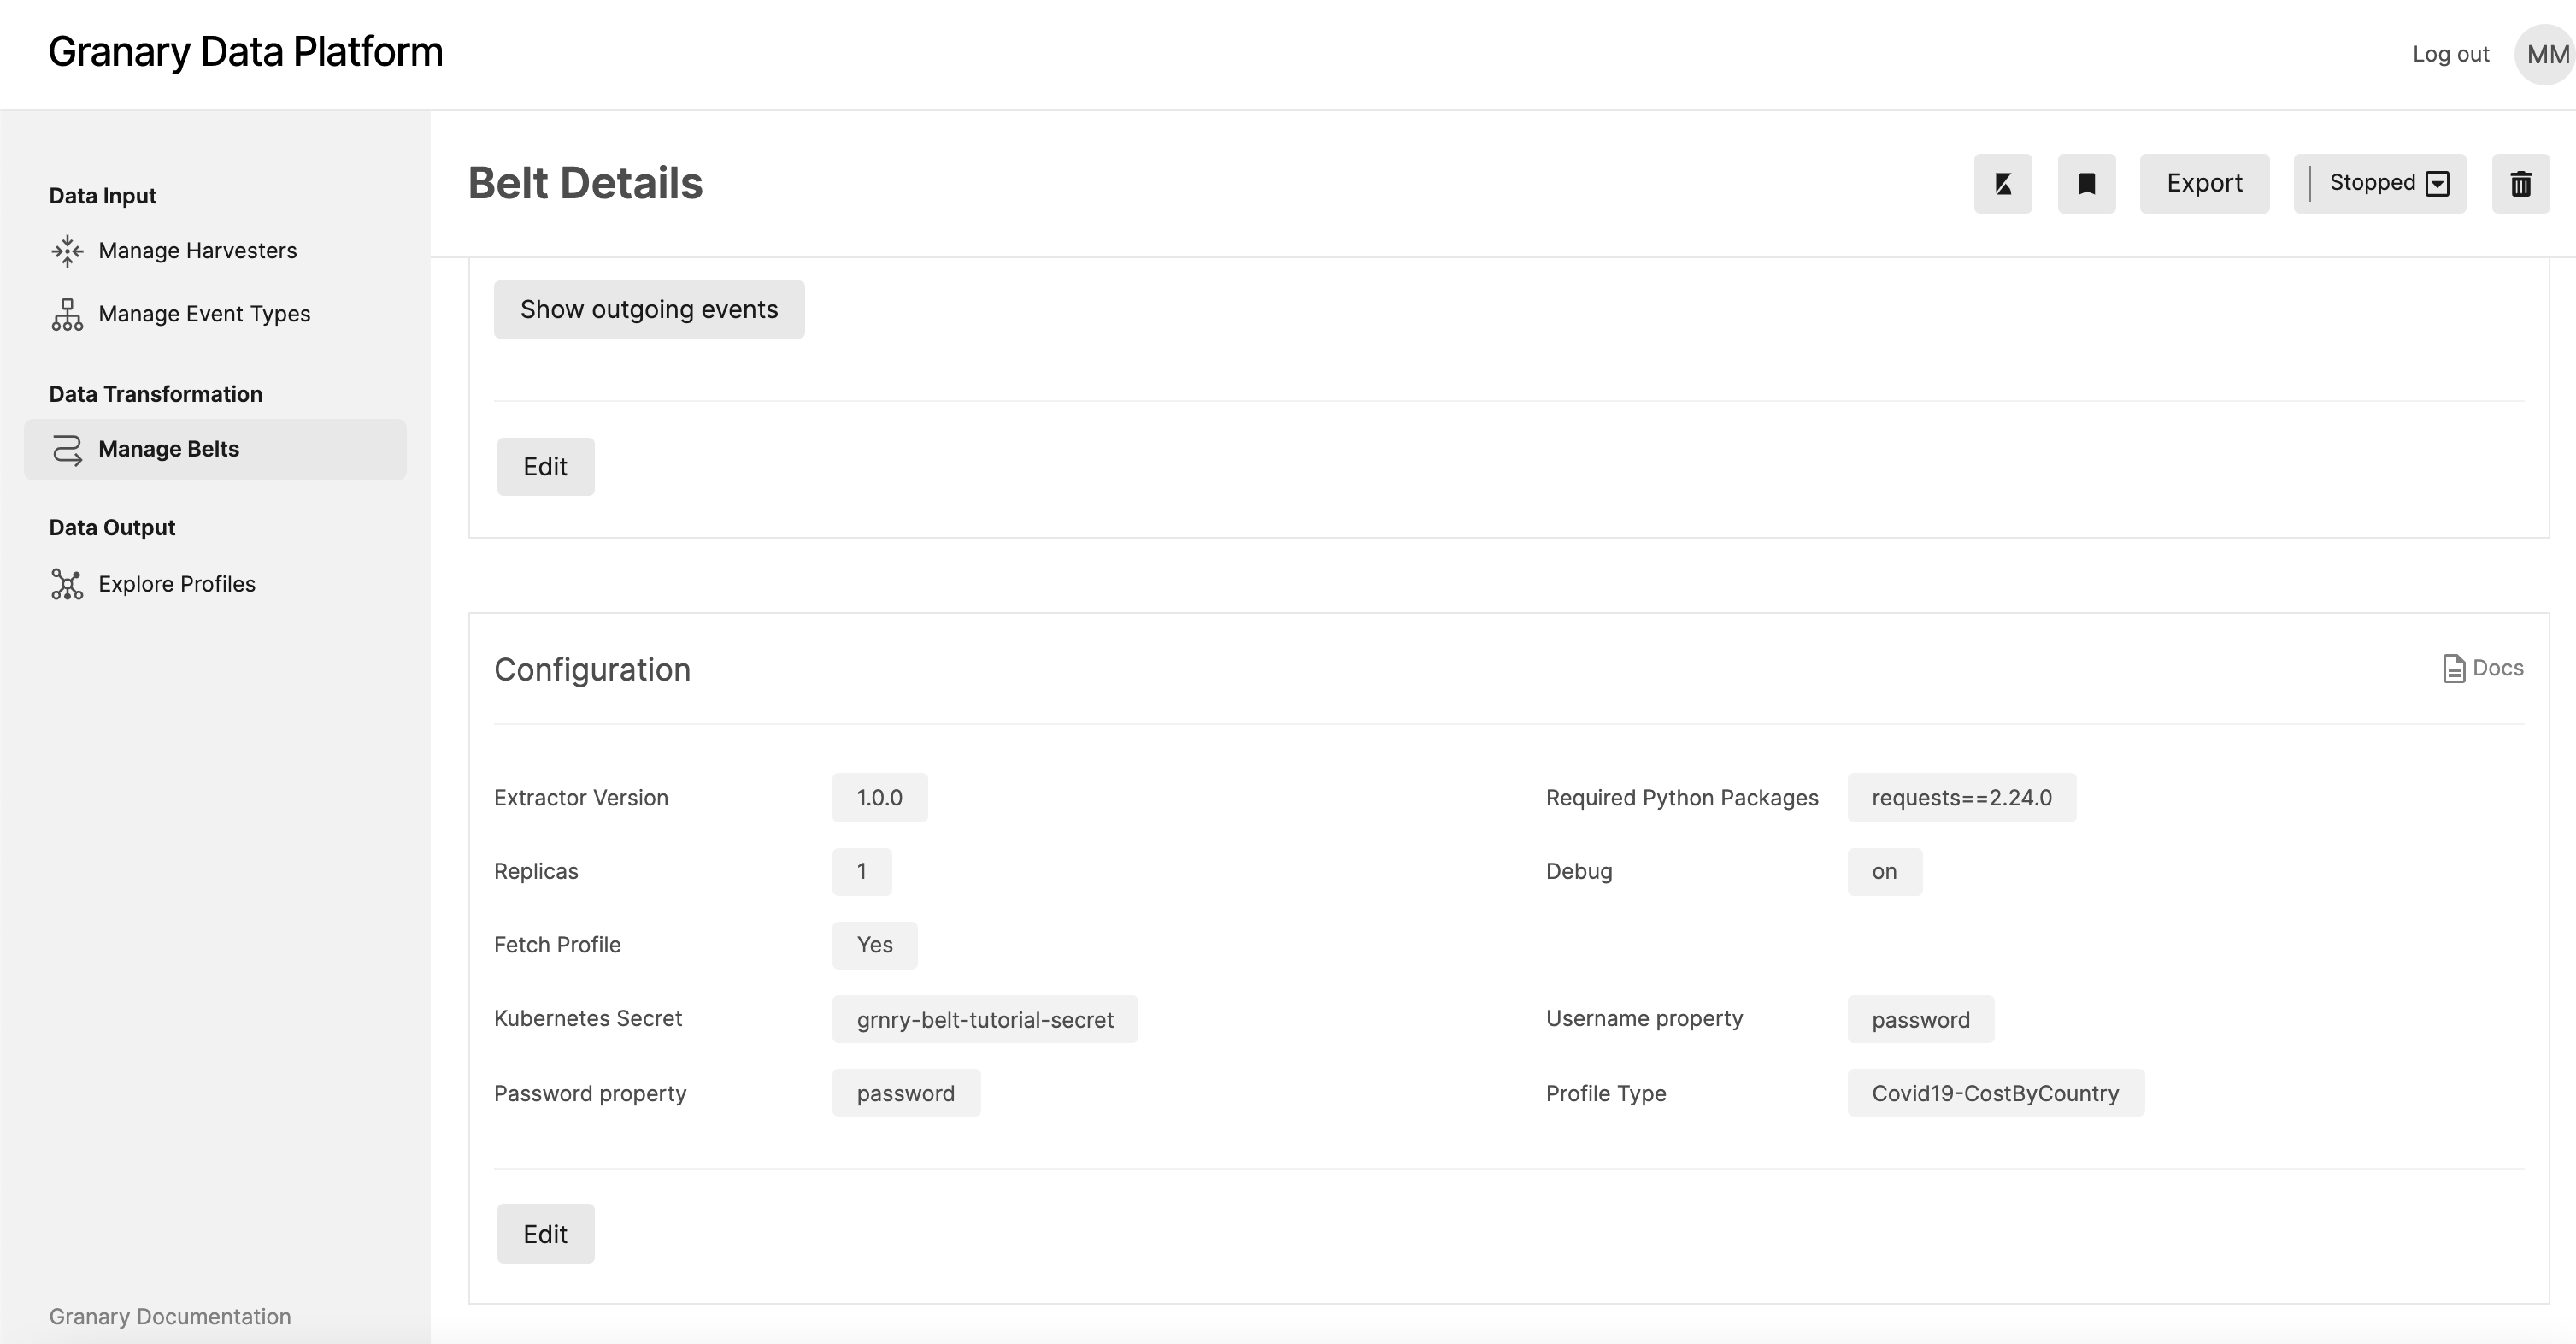 Granary Data Platform
Log out
MM
Data Input
Manage Harvesters
Manage Event Types
Data Transformation
Manage Belts
Data Output
Explore Profiles
Granary Documentation
Belt Details
Export
Stopped
Show outgoing events
Edit
Configuration
Docs
Extractor Version 1.0.0
Required Python Packages requests==2.24.0
Replicas 1
Debug on
Fetch Profile Yes
Kubernetes Secret grnry-belt-tutorial-secret
Username property password
Password property password
Profile Type Covid19-CostByCountry
Edit